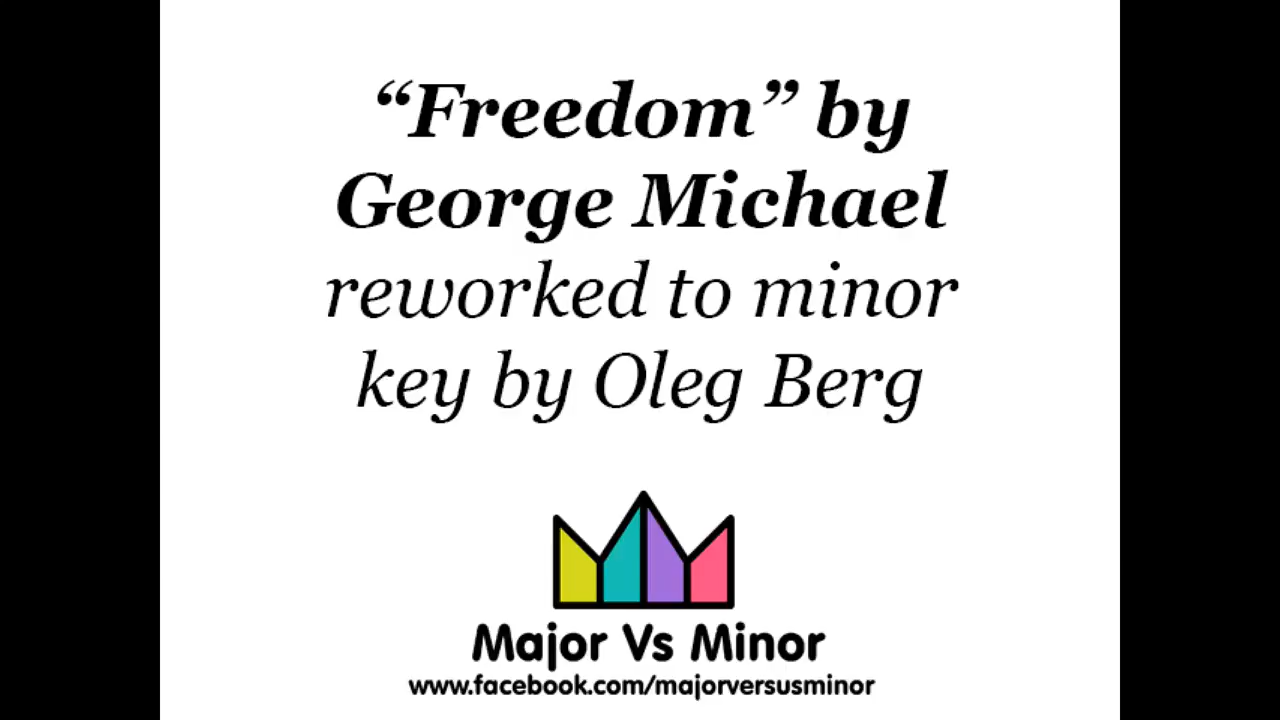 “Freedom” by
George Michael
reworked to minor
key by Oleg Berg
Major Vs Minor
www.facebook.com/majorversusminor